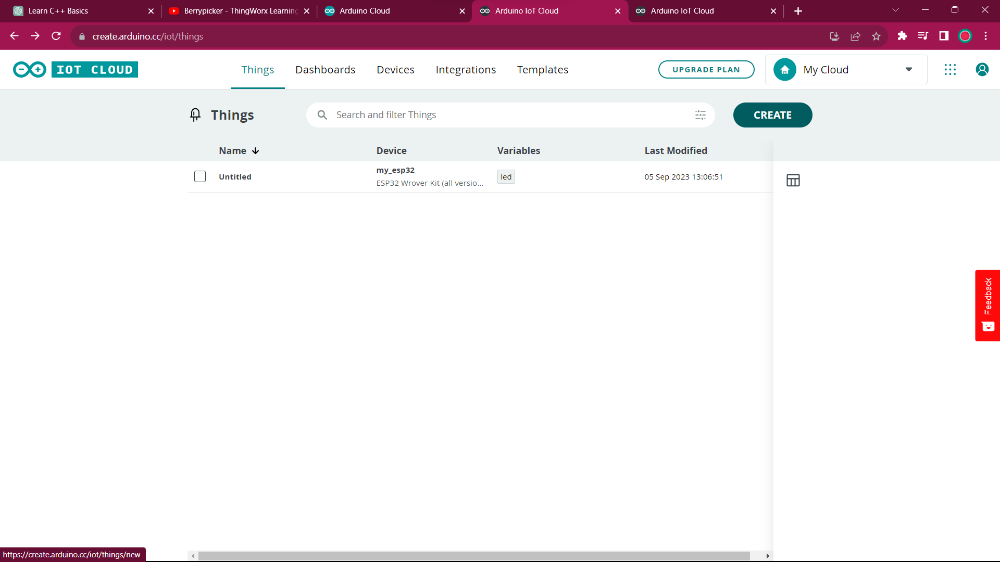 Learn C++ Basics
Berrypicker - ThingWorx Learning
Arduino Cloud
Arduino IoT Cloud
Arduino IoT Cloud
create.arduino.cc/iot/things
IOT CLOUD
Things
Dashboards
Devices
Integrations
Templates
UPGRADE PLAN
My Cloud
Things
Search and filter Things
CREATE
Name
Device
Variables
Last Modified
Untitled
my_esp32
ESP32 Wrover Kit (all versio...
led
05 Sep 2023 13:06:51
Feedback
https://create.arduino.cc/iot/things/new